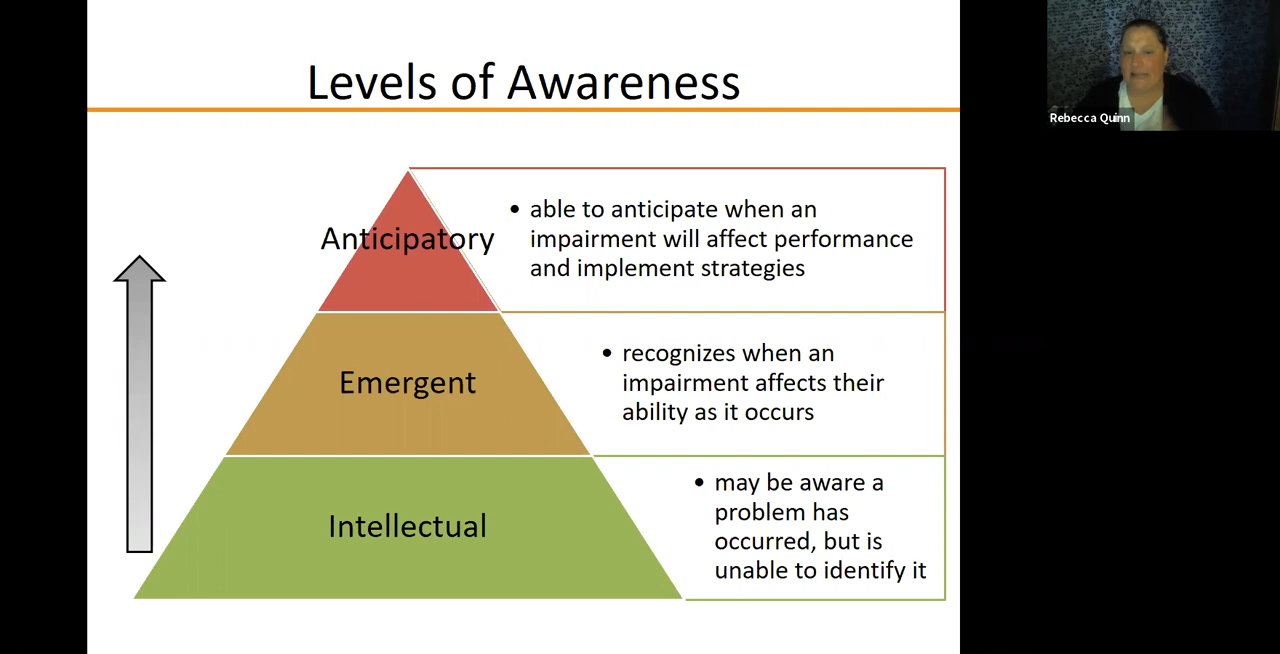 Levels of Awareness
Rebecca Quinn
Anticipatory
• able to anticipate when an
impairment will affect performance
and implement strategies
Emergent
• recognizes when an
impairment affects their
ability as it occurs
Intellectual
• may be aware a
problem has
occurred, but is
unable to identify it